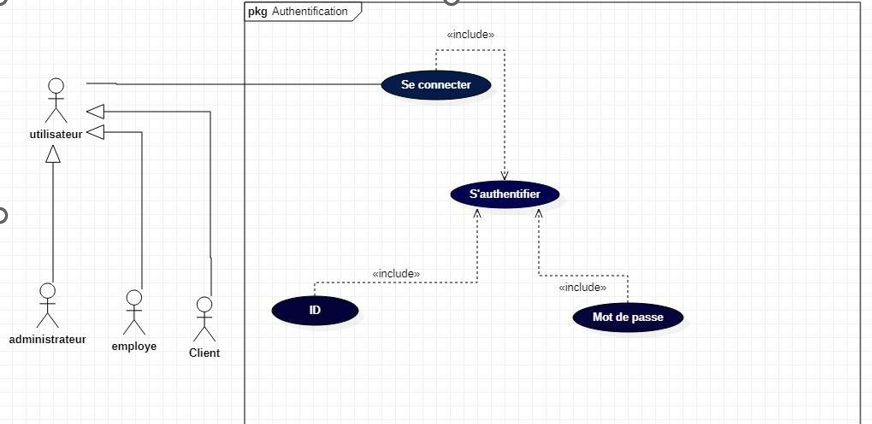 pkg Authentification
«include»
Se connecter
utilisateur
S'authentifier
«include»
«include»
ID
Mot de passe
administrateur
employe
Client